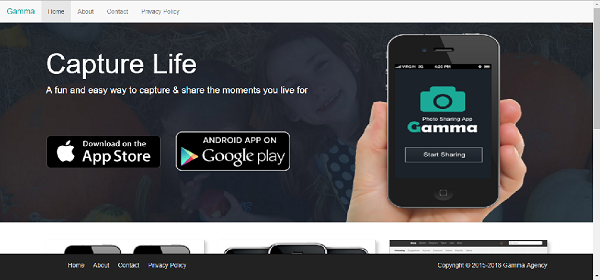 Gamma Home About Contact Privacy Policy
Capture Life
A fun and easy way to capture & share the moments you live for
Download on the
App Store
ANDROID APP ON
Google play
4:26 PM
Photo Sharing App
Gamma
Start Sharing
Home About Contact Privacy Policy
Copyright © 2015-2018 Gamma Agency